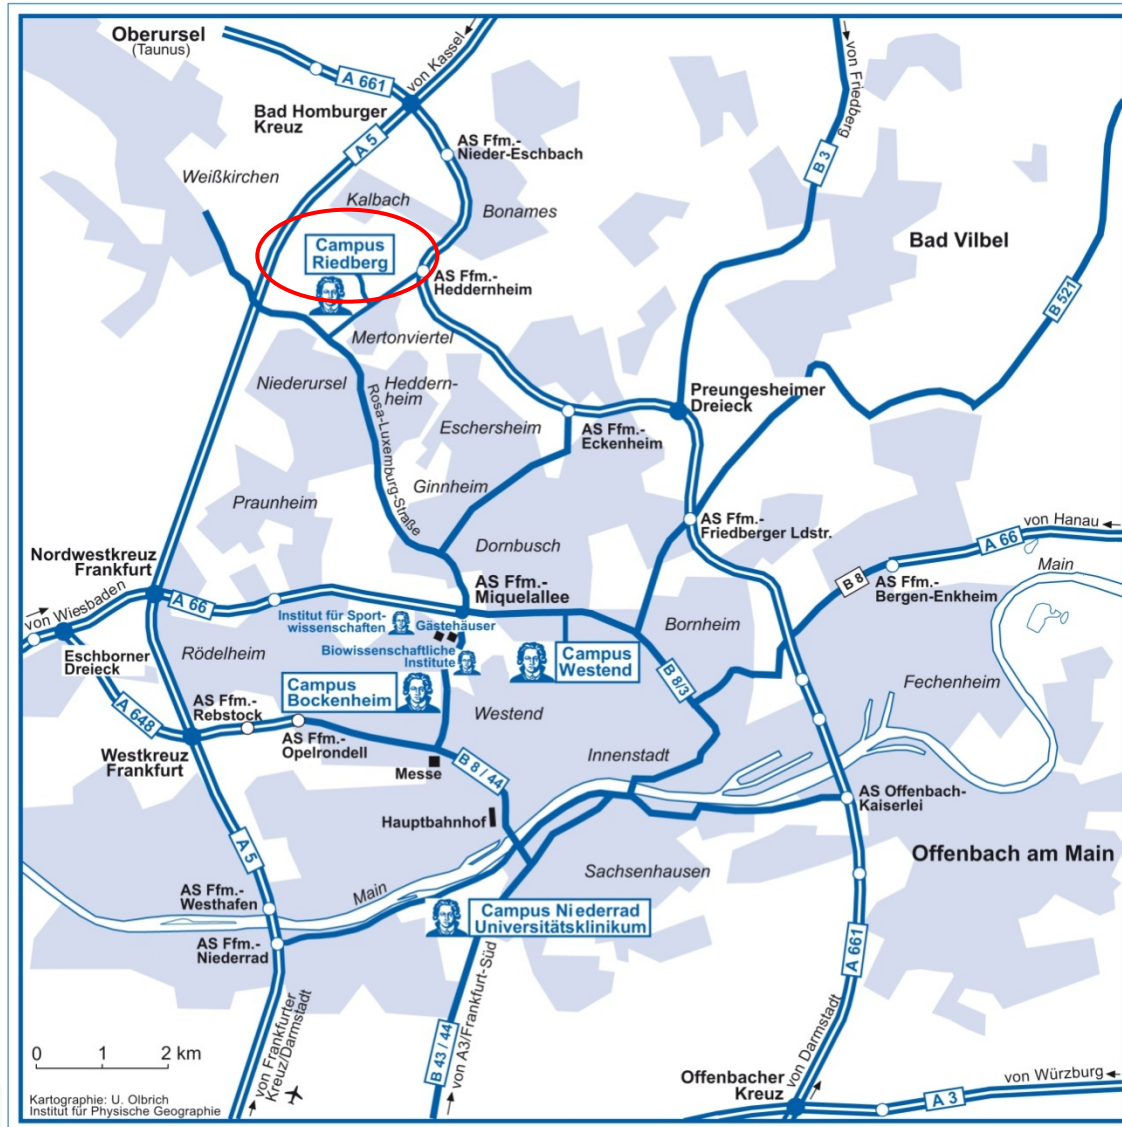 Oberursel
(Taunus)
A 661
von Kassel
von Friedberg
Bad Homburger
Kreuz
A 5
AS Ffm.-
Nieder-Eschbach
B 3
Weißkirchen
Kalbach
Bonames
Campus
Riedberg
Bad Vilbel
AS Ffm.-
Heddernheim
B 521
Mertonviertel
Niederursel
Heddern-
heim
Rosa-Luxemburg-Straße
Preungesheimer
Dreieck
Eschersheim
AS Ffm.-
Eckenheim
Ginnheim
Praunheim
AS Ffm.-
Friedberger Ldstr.
von Hanau
A 66
Dornbusch
Nordwestkreuz
Frankfurt
Main
B 8
AS Ffm.-
Bergen-Enkheim
AS Ffm.-
Miquelallee
von Wiesbaden
A 66
Institut für Sport-
wissenschaften
Gästehäuser
Bornheim
Eschborner
Dreieck
Rödelheim
Biowissenschaftliche
Institute
Campus
Westend
B 8/3
Fechenheim
Campus
Bockenheim
A 648
AS Ffm.-
Rebstock
Westend
AS Ffm.-
Opelrondell
Westkreuz
Frankfurt
Innenstadt
Messe
B 8 / 44
AS Offenbach-
Kaiserlei
Hauptbahnhof
A 5
Offenbach am Main
Sachsenhausen
AS Ffm.-
Westhafen
Main
Campus Niederrad
Universitätsklinikum
AS Ffm.-
Niederrad
A 661
von Frankfurter
Kreuz/Darmstadt
B 43 / 44
von A3/Frankfurt-Süd
von Darmstadt
0 1 2 km
Offenbacher
Kreuz
von Würzburg
A 3
Kartographie: U. Olbrich
Institut für Physische Geographie